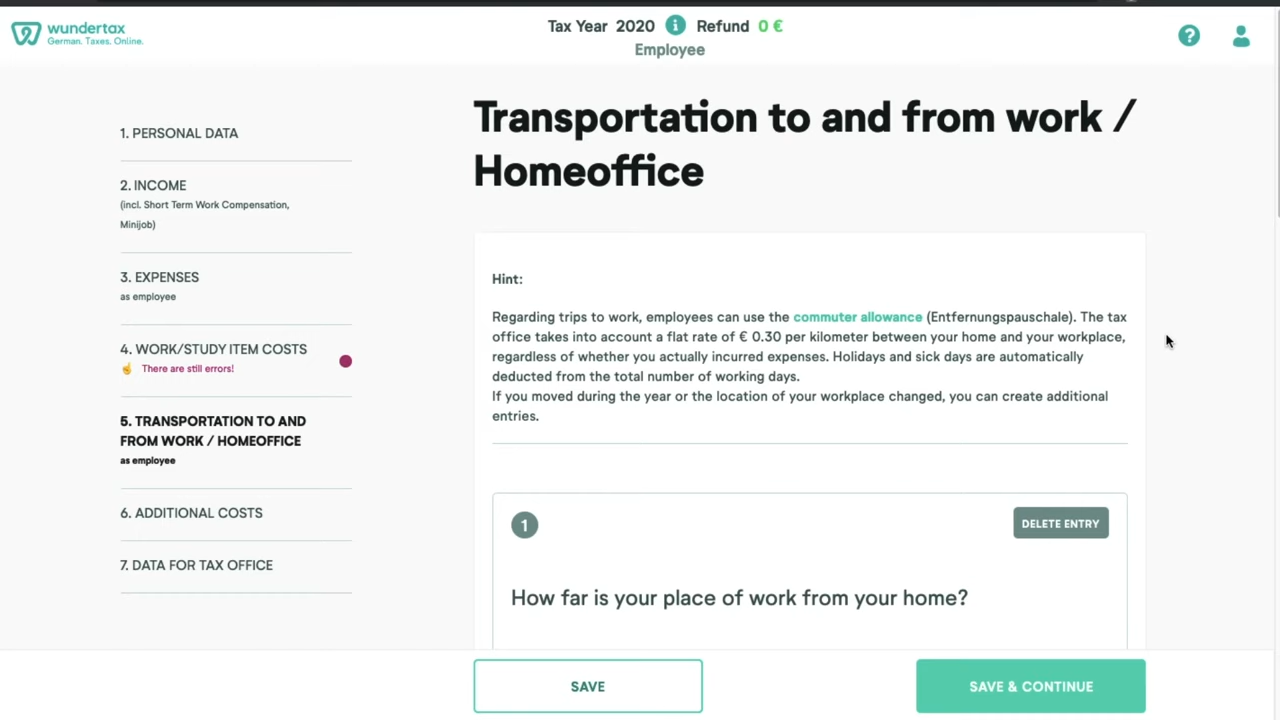 wundertax
German. Taxes. Online.
Tax Year 2020 i Refund 0 €
Employee
?
1. PERSONAL DATA
2. INCOME
(incl. Short Term Work Compensation,
Minijob)
3. EXPENSES
as employee
4. WORK/STUDY ITEM COSTS
☝ There are still errors!
5. TRANSPORTATION TO AND
FROM WORK / HOMEOFFICE
as employee
6. ADDITIONAL COSTS
7. DATA FOR TAX OFFICE
Transportation to and from work /
Homeoffice
Hint:
Regarding trips to work, employees can use the commuter allowance (Entfernungspauschale). The tax
office takes into account a flat rate of € 0.30 per kilometer between your home and your workplace,
regardless of whether you actually incurred expenses. Holidays and sick days are automatically
deducted from the total number of working days.
If you moved during the year or the location of your workplace changed, you can create additional
entries.
1
DELETE ENTRY
How far is your place of work from your home?
SAVE
SAVE & CONTINUE